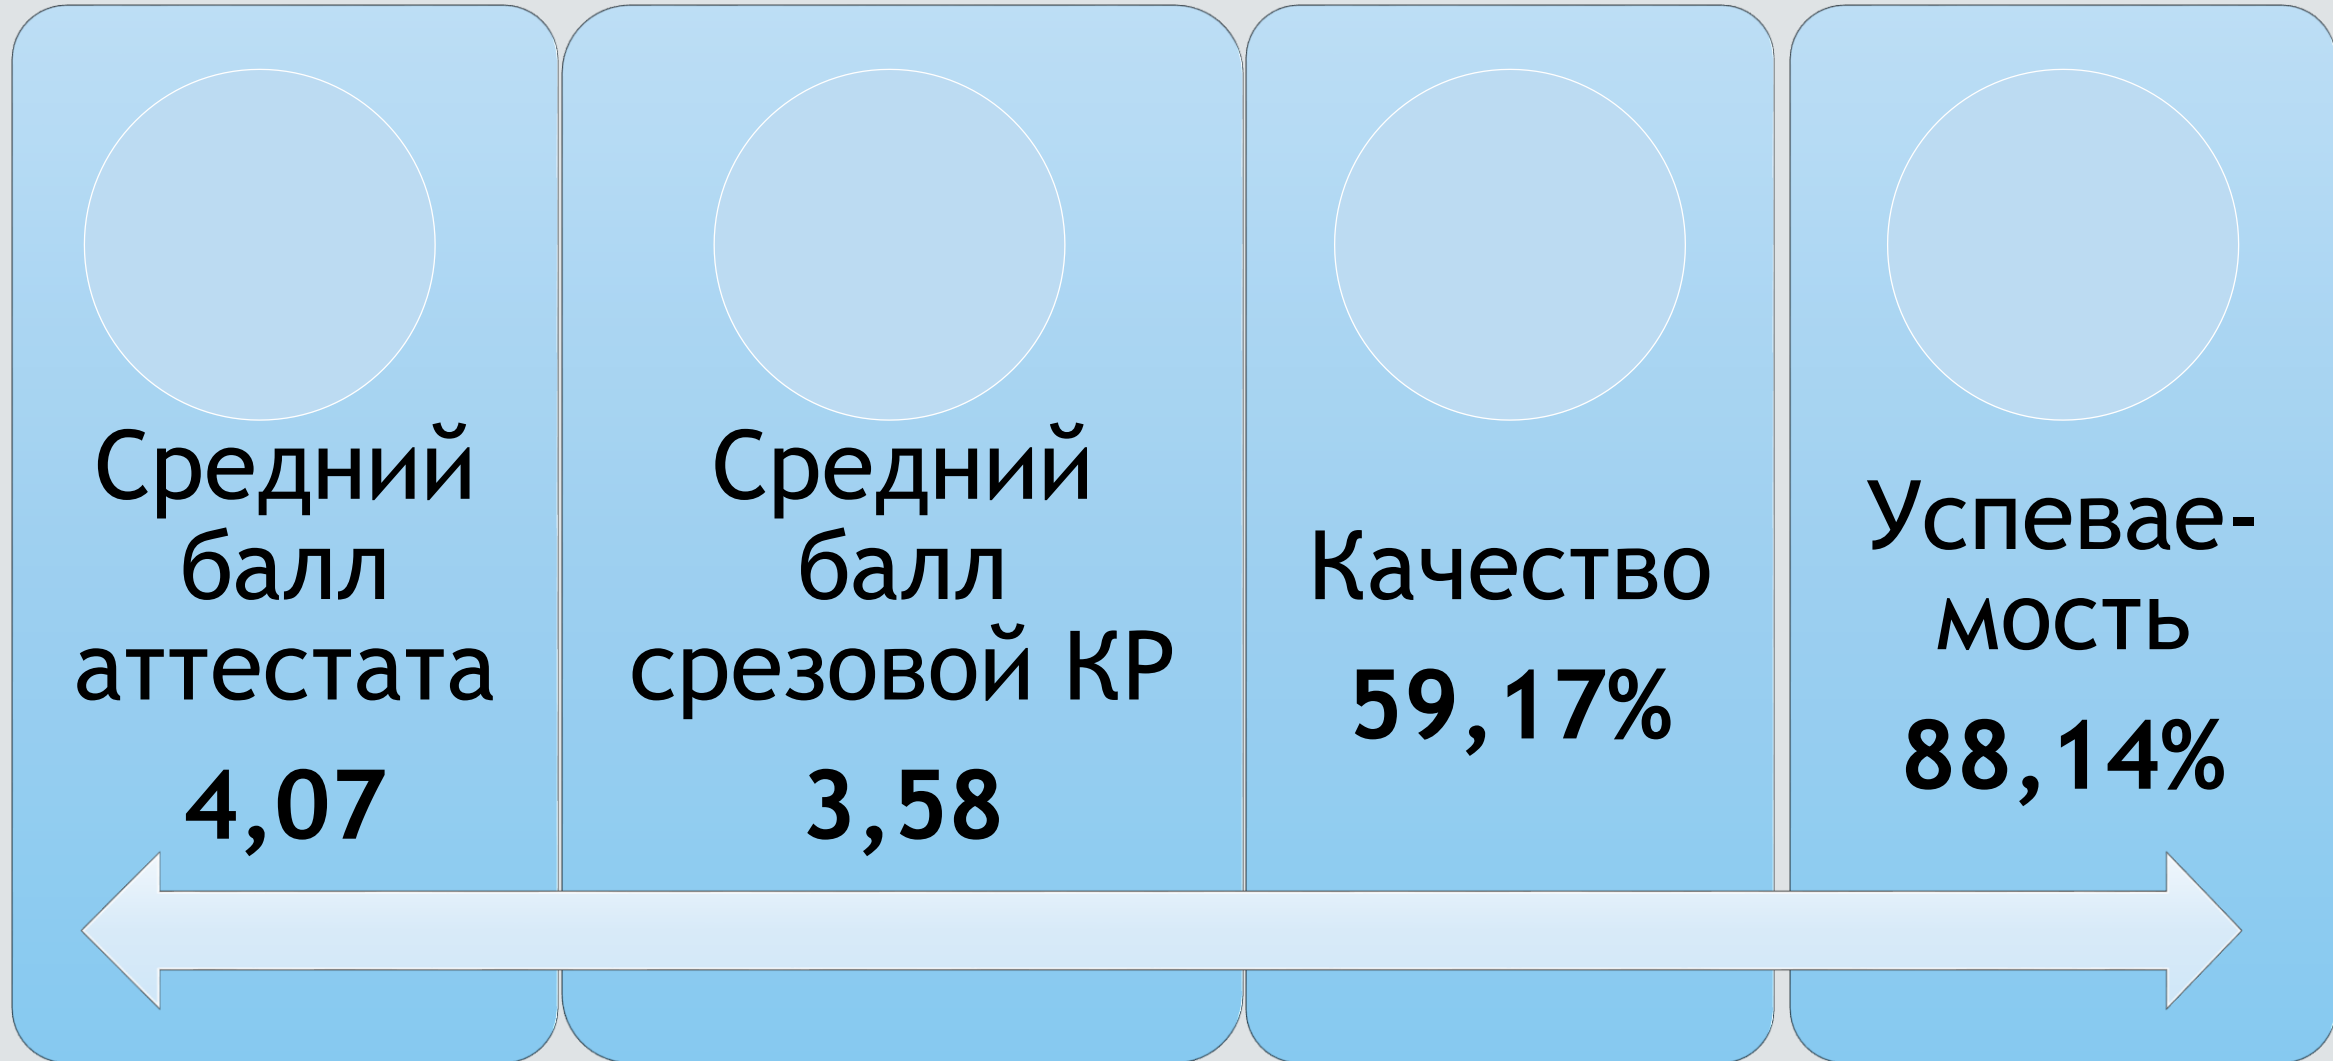 Средний
балл
аттестата
4,07
Средний
балл
срезовой КР
3,58
Качество
59,17%
Успевае-
мость
88,14%